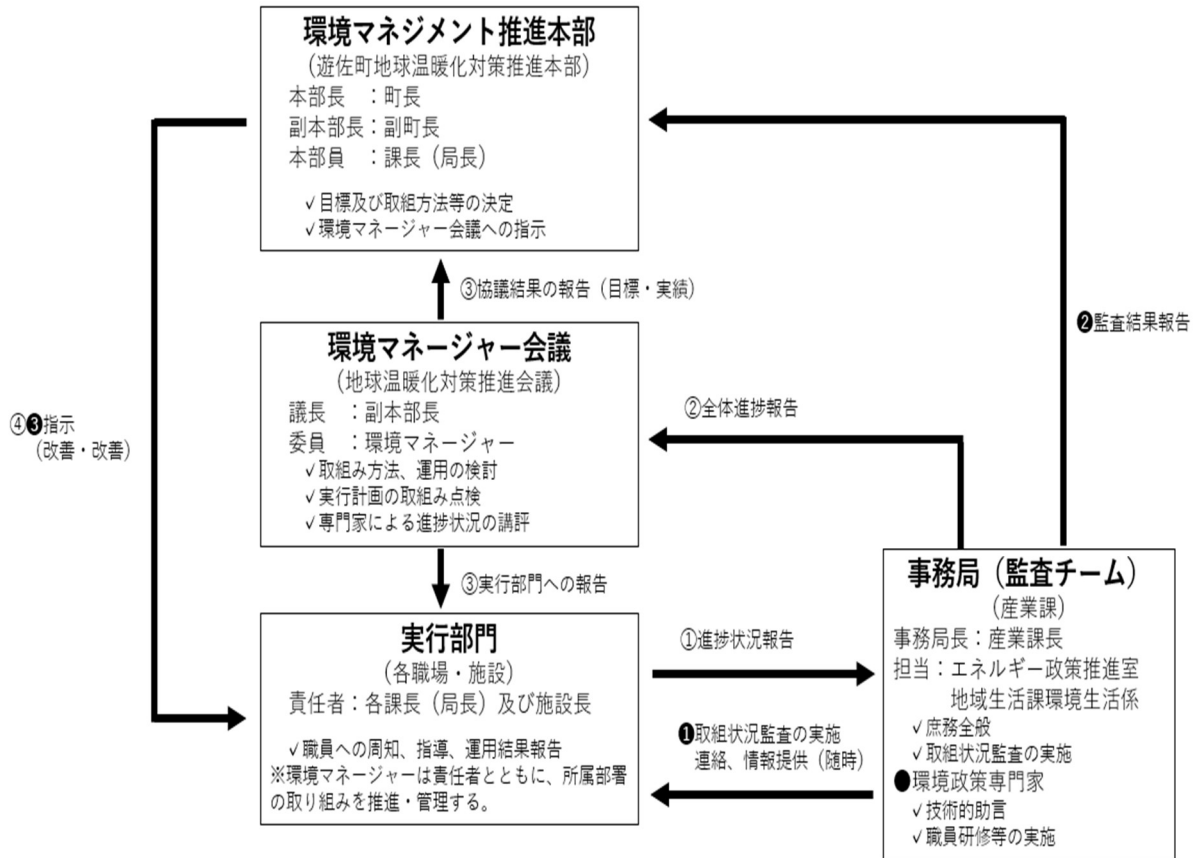 環境マネジメント推進本部
(遊佐町地球温暖化対策推進本部)
本部長　：町長
副本部長：副町長
本部員　：課長（局長）
✓目標及び取組方法等の決定
✓環境マネージャー会議への指示
③協議結果の報告（目標・実績）
環境マネージャー会議
(地球温暖化対策推進会議)
議長　　：副本部長
委員　　：環境マネージャー
✓取組み方法、運用の検討
✓実行計画の取組み点検
✓専門家による進捗状況の講評
③実行部門への報告
実行部門
(各職場・施設)
責任者：各課長（局長）及び施設長
✓職員への周知、指導、運用結果報告
※環境マネージャーは責任者とともに、所属部署
の取り組みを推進・管理する。
④❸指示
(改善・改善)
②全体進捗報告
❷監査結果報告
①進捗状況報告
❶取組状況監査の実施
連絡、情報提供（随時）
事務局（監査チーム）
(産業課)
事務局長：産業課長
担当：エネルギー政策推進室
地域生活課環境生活係
✓庶務全般
✓取組状況監査の実施
●環境政策専門家
✓技術的助言
✓職員研修等の実施